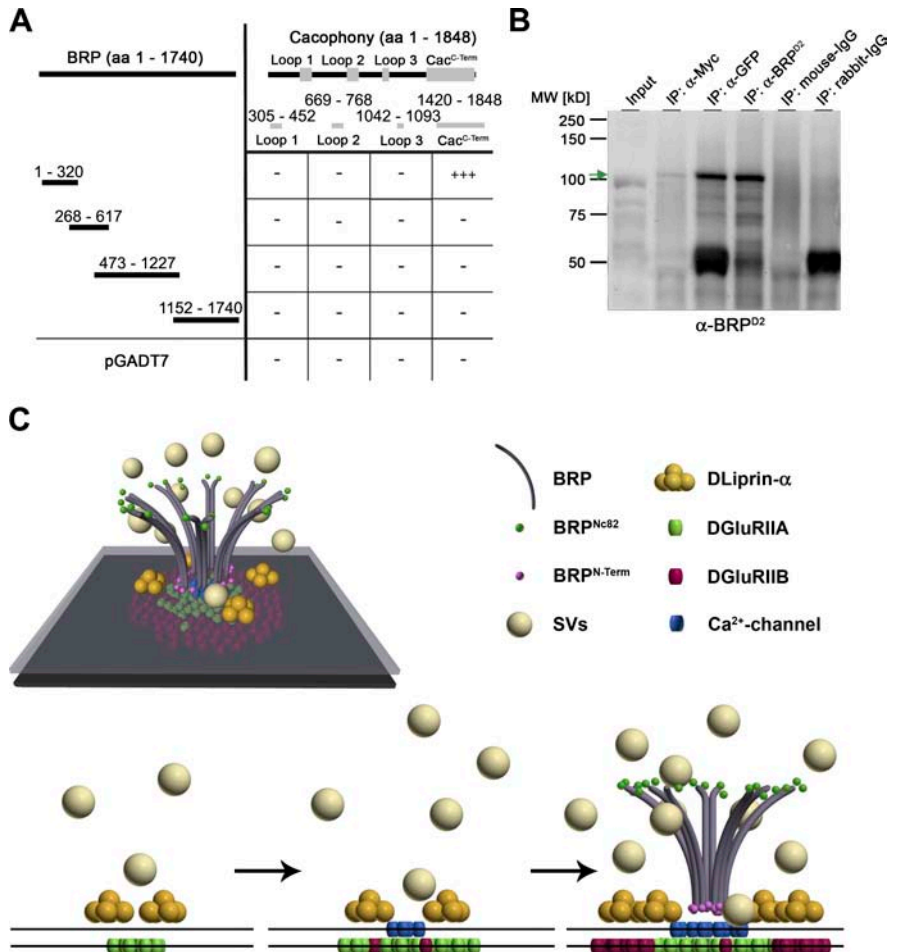 A
BRP (aa 1 - 1740)
Cacophony (aa 1 - 1848)
Loop 1 Loop 2 Loop 3 Cac^C-Term
669 - 768 1420 - 1848
305 - 452 1042 - 1093
Loop 1 Loop 2 Loop 3 Cac^C-Term
1 - 320 - - - +++
268 - 617 - - - -
473 - 1227 - - - -
1152 - 1740 - - - -
pGADT7 - - - -
B
MW [kD]
Input
IP: α-Myc
IP: α-GFP
IP: α-BRP^D2
IP: mouse-IgG
IP: rabbit-IgG
250
150
100
75
50
α-BRP^D2
C
BRP
BRP^Nc82
BRP^N-Term
SVs
DLiprin-α
DGluRIIA
DGluRIIB
Ca²⁺-channel